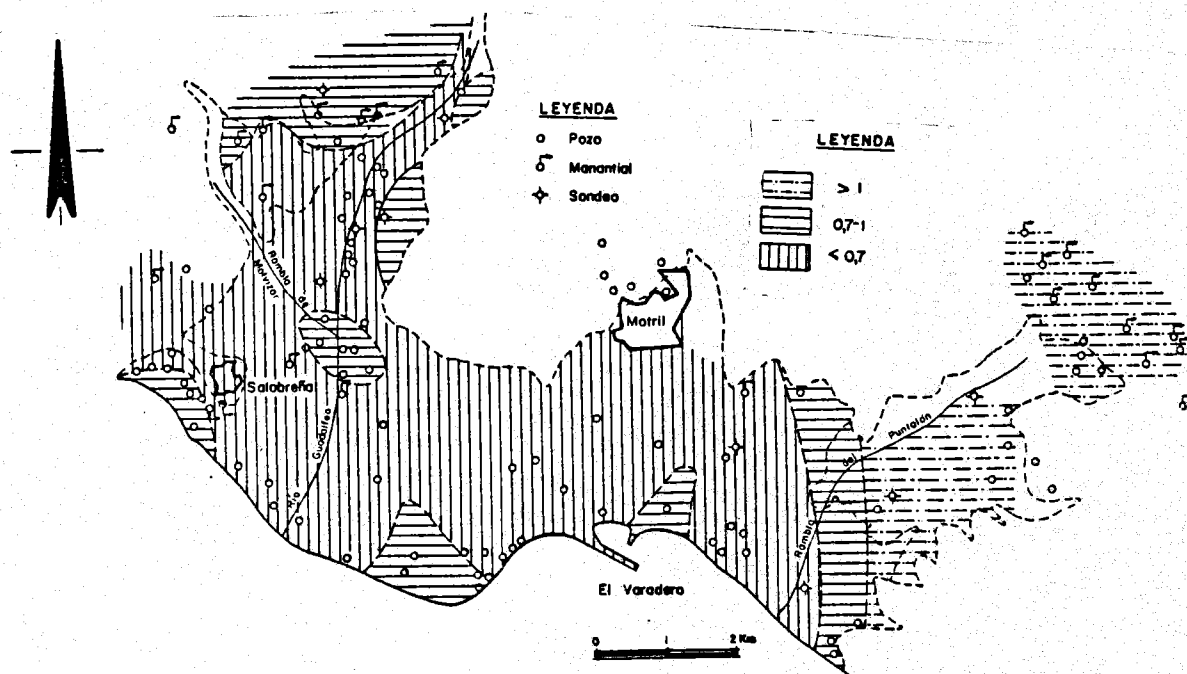 LEYENDA
Pozo
Manantial
Sondeo
LEYENDA
> 1
0,7-1
< 0,7
Rambla de
Molvizar
Motril
Salobreña
Río Guadalfeo
Rambla del Puntalón
El Varadero
0 1 2 Km